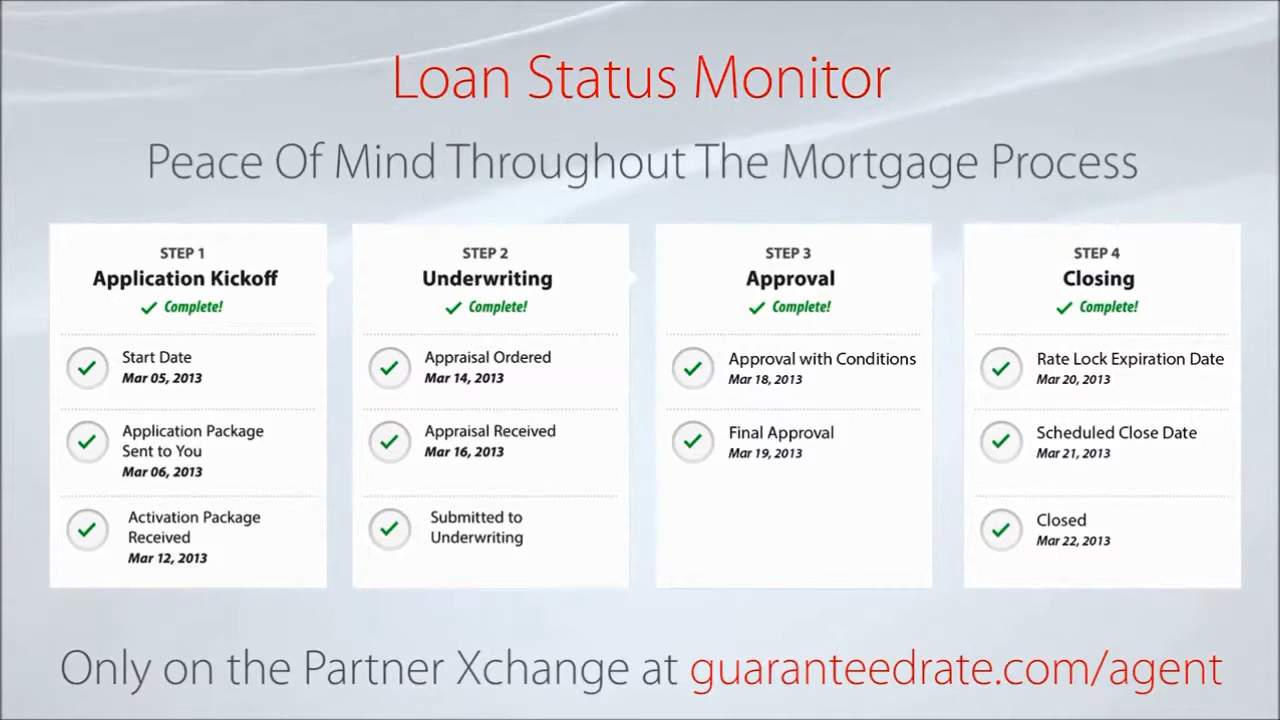 Loan Status Monitor
Peace Of Mind Throughout The Mortgage Process
STEP 1
Application Kickoff
Complete!
Start Date
Mar 05, 2013
Application Package
Sent to You
Mar 06, 2013
Activation Package
Received
Mar 12, 2013
STEP 2
Underwriting
Complete!
Appraisal Ordered
Mar 14, 2013
Appraisal Received
Mar 16, 2013
Submitted to
Underwriting
STEP 3
Approval
Complete!
Approval with Conditions
Mar 18, 2013
Final Approval
Mar 19, 2013
STEP 4
Closing
Complete!
Rate Lock Expiration Date
Mar 20, 2013
Scheduled Close Date
Mar 21, 2013
Closed
Mar 22, 2013
Only on the Partner Xchange at guaranteedrate.com/agent